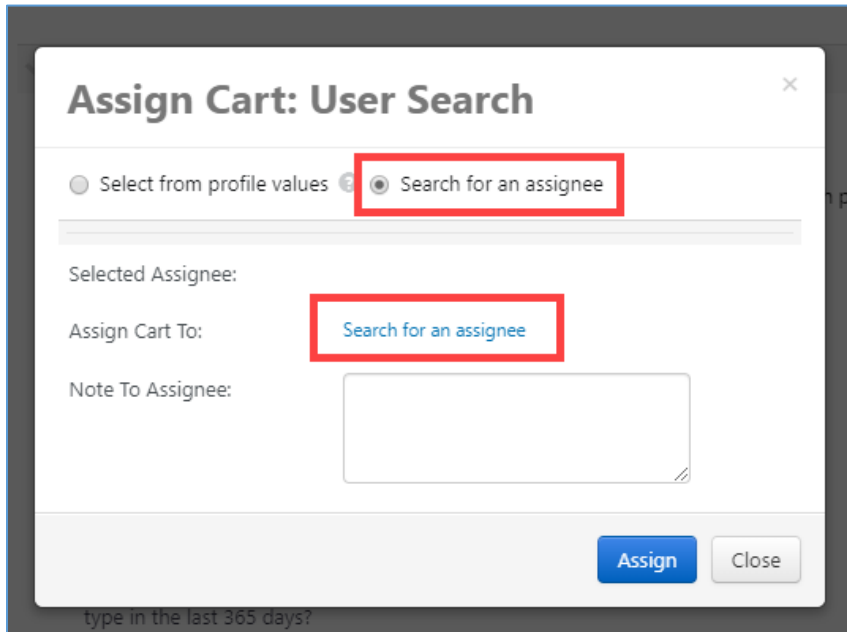 Assign Cart: User Search
×
Select from profile values ? Search for an assignee
Selected Assignee:
Assign Cart To: Search for an assignee
Note To Assignee:
Assign Close
type in the last 365 days?